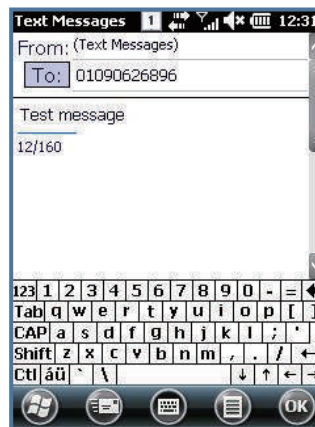 Text Messages 1 12:31
From: (Text Messages)
To: 01090626896
Test message
12/160
123 1 2 3 4 5 6 7 8 9 0 - =
Tab q w e r t y u i o p [ ]
CAP a s d f g h j k l ; '
Shift z x c v b n m , . / ←
Ctl áü ` \ ↓ ↑ ← →
OK